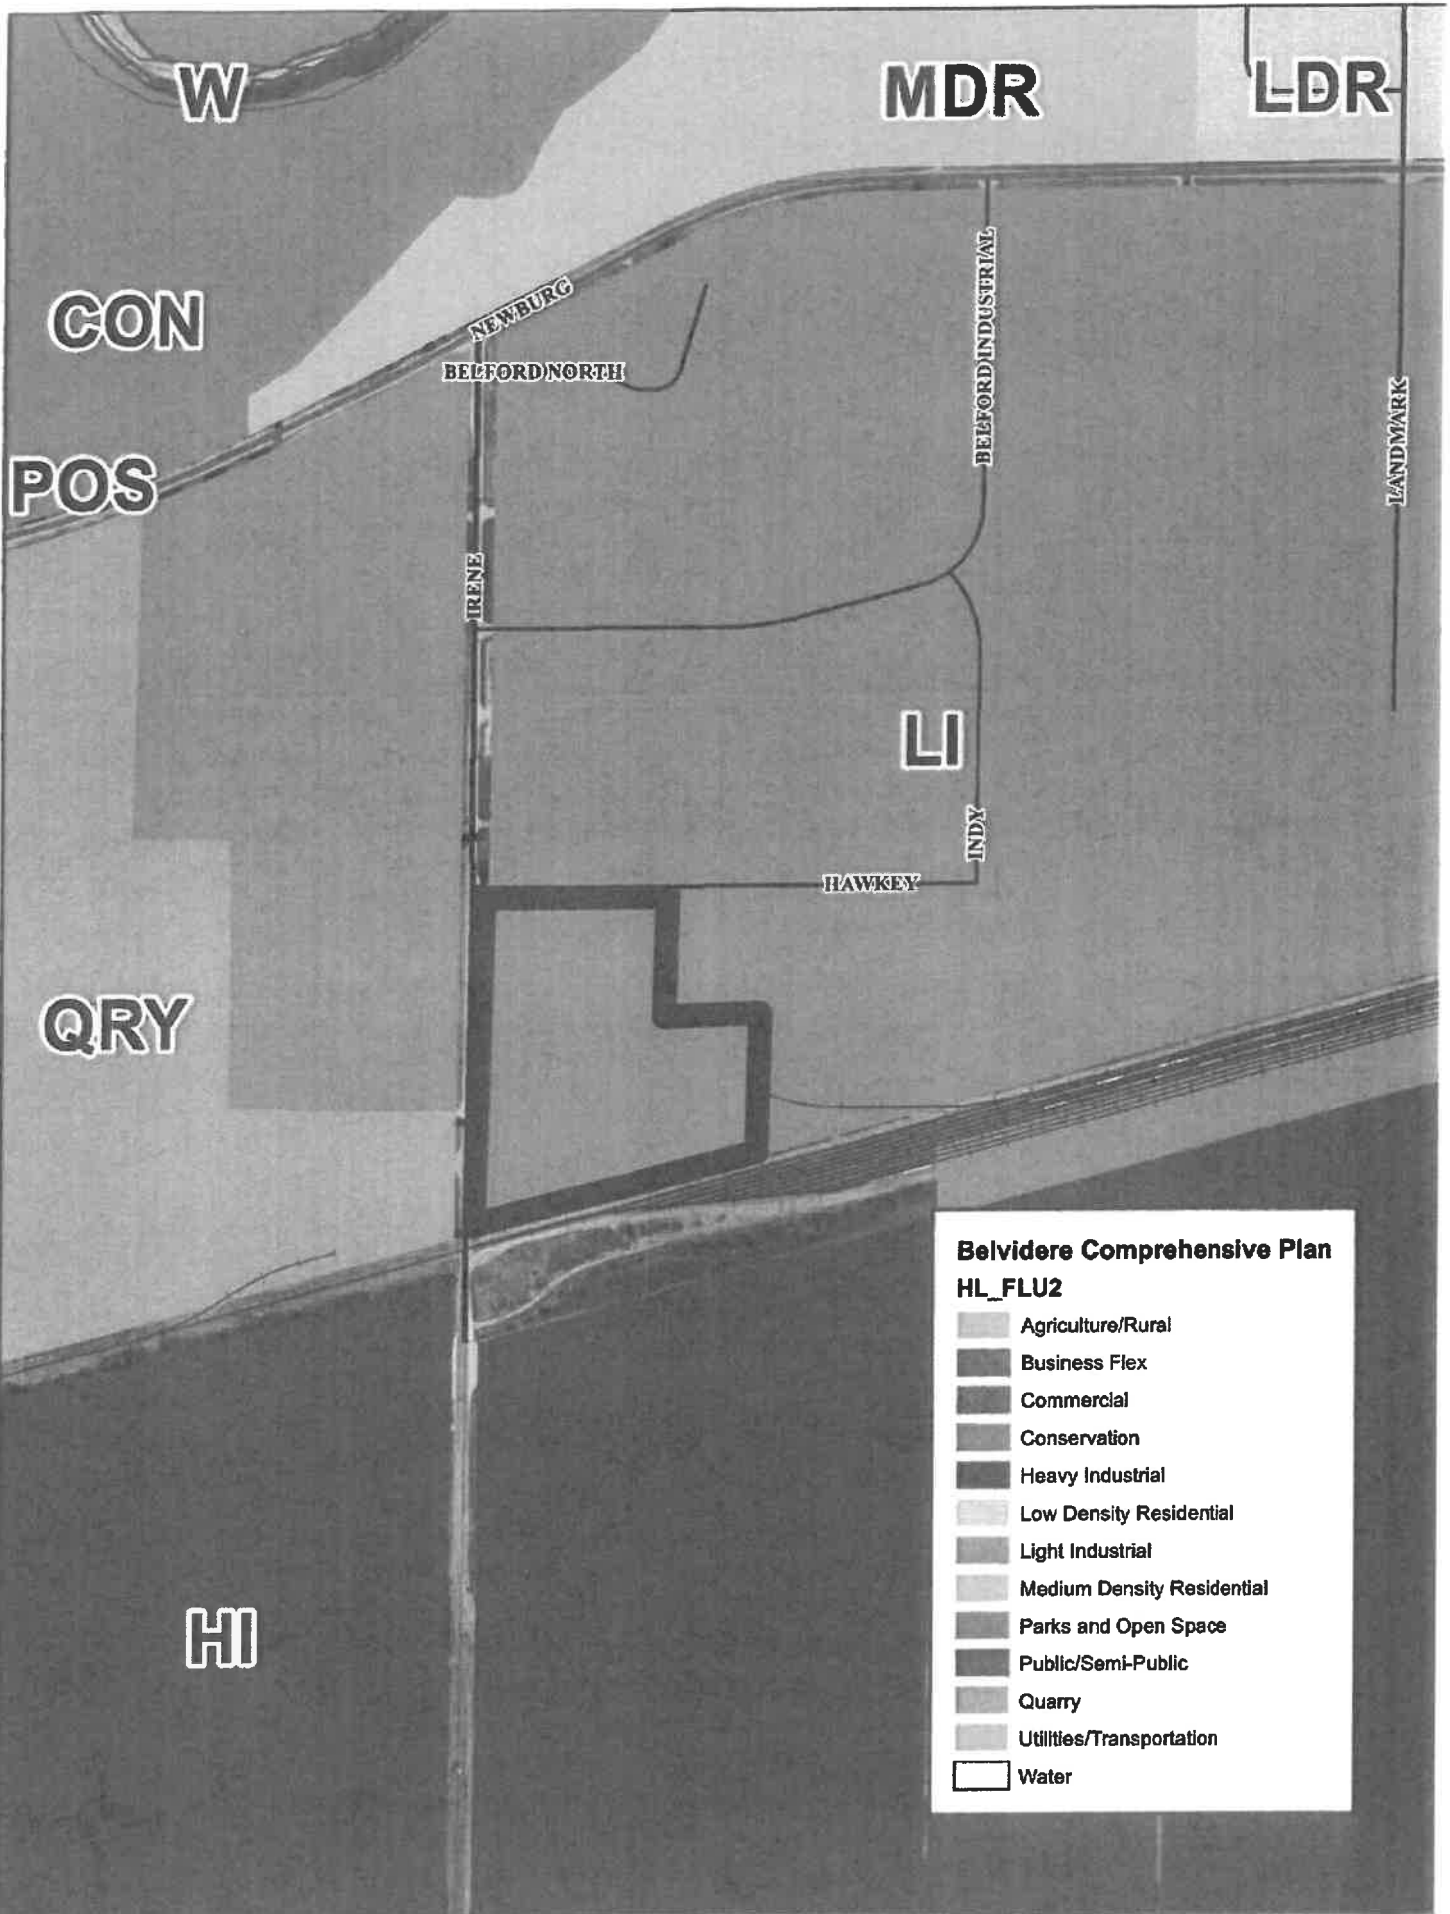 W
MDR
LDR
CON
NEWBURG
BELFORD NORTH
BELFORD INDUSTRIAL
LANDMARK
POS
IRENE
LI
INDY
HAWKEY
QRY
HI
Belvidere Comprehensive Plan
HL_FLU2
Agriculture/Rural
Business Flex
Commercial
Conservation
Heavy Industrial
Low Density Residential
Light Industrial
Medium Density Residential
Parks and Open Space
Public/Semi-Public
Quarry
Utilities/Transportation
Water